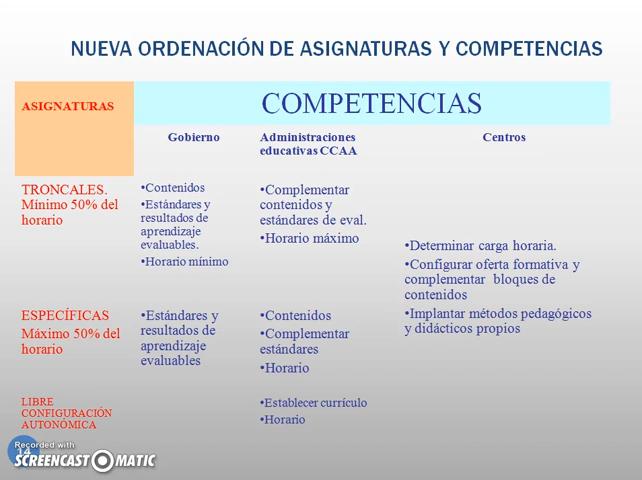 NUEVA ORDENACIÓN DE ASIGNATURAS Y COMPETENCIAS
ASIGNATURAS
COMPETENCIAS
Gobierno
Administraciones
educativas CCAA
Centros
TRONCALES.
Mínimo 50% del
horario
•Contenidos
•Estándares y
resultados de
aprendizaje
evaluables.
•Horario mínimo
•Complementar
contenidos y
estándares de eval.
•Horario máximo
•Determinar carga horaria.
•Configurar oferta formativa y
complementar bloques de
contenidos
•Implantar métodos pedagógicos
y didácticos propios
ESPECÍFICAS
Máximo 50% del
horario
•Estándares y
resultados de
aprendizaje
evaluables
•Contenidos
•Complementar
estándares
•Horario
LIBRE
CONFIGURACIÓN
AUTONÓMICA
•Establecer currículo
•Horario
14
Recorded with
SCREENCAST O MATIC